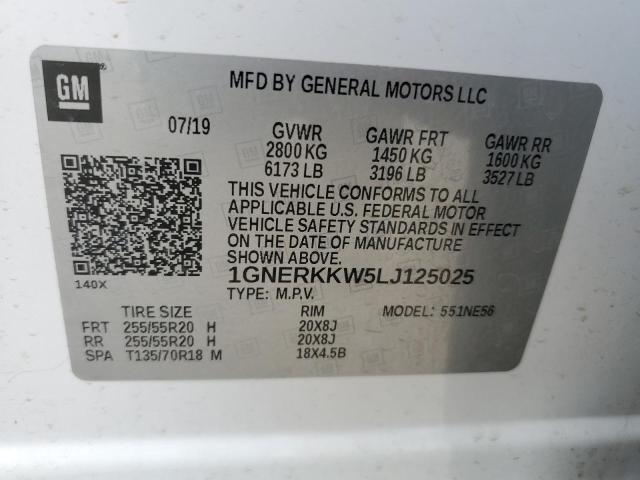 GM
MFD BY GENERAL MOTORS LLC
07/19
GVWR
2800 KG
6173 LB
GAWR FRT
1450 KG
3196 LB
GAWR RR
1600 KG
3527 LB
THIS VEHICLE CONFORMS TO ALL
APPLICABLE U.S. FEDERAL MOTOR
VEHICLE SAFETY STANDARDS IN EFFECT
ON THE DATE OF MANUFACTURE
SHOWN ABOVE.
140X
1GNERKKW5LJ125025
TYPE: M.P.V.
MODEL: 551NE56
TIRE SIZE RIM
FRT 255/55R20 H 20X8J
RR 255/55R20 H 20X8J
SPA T135/70R18 M 18X4.5B